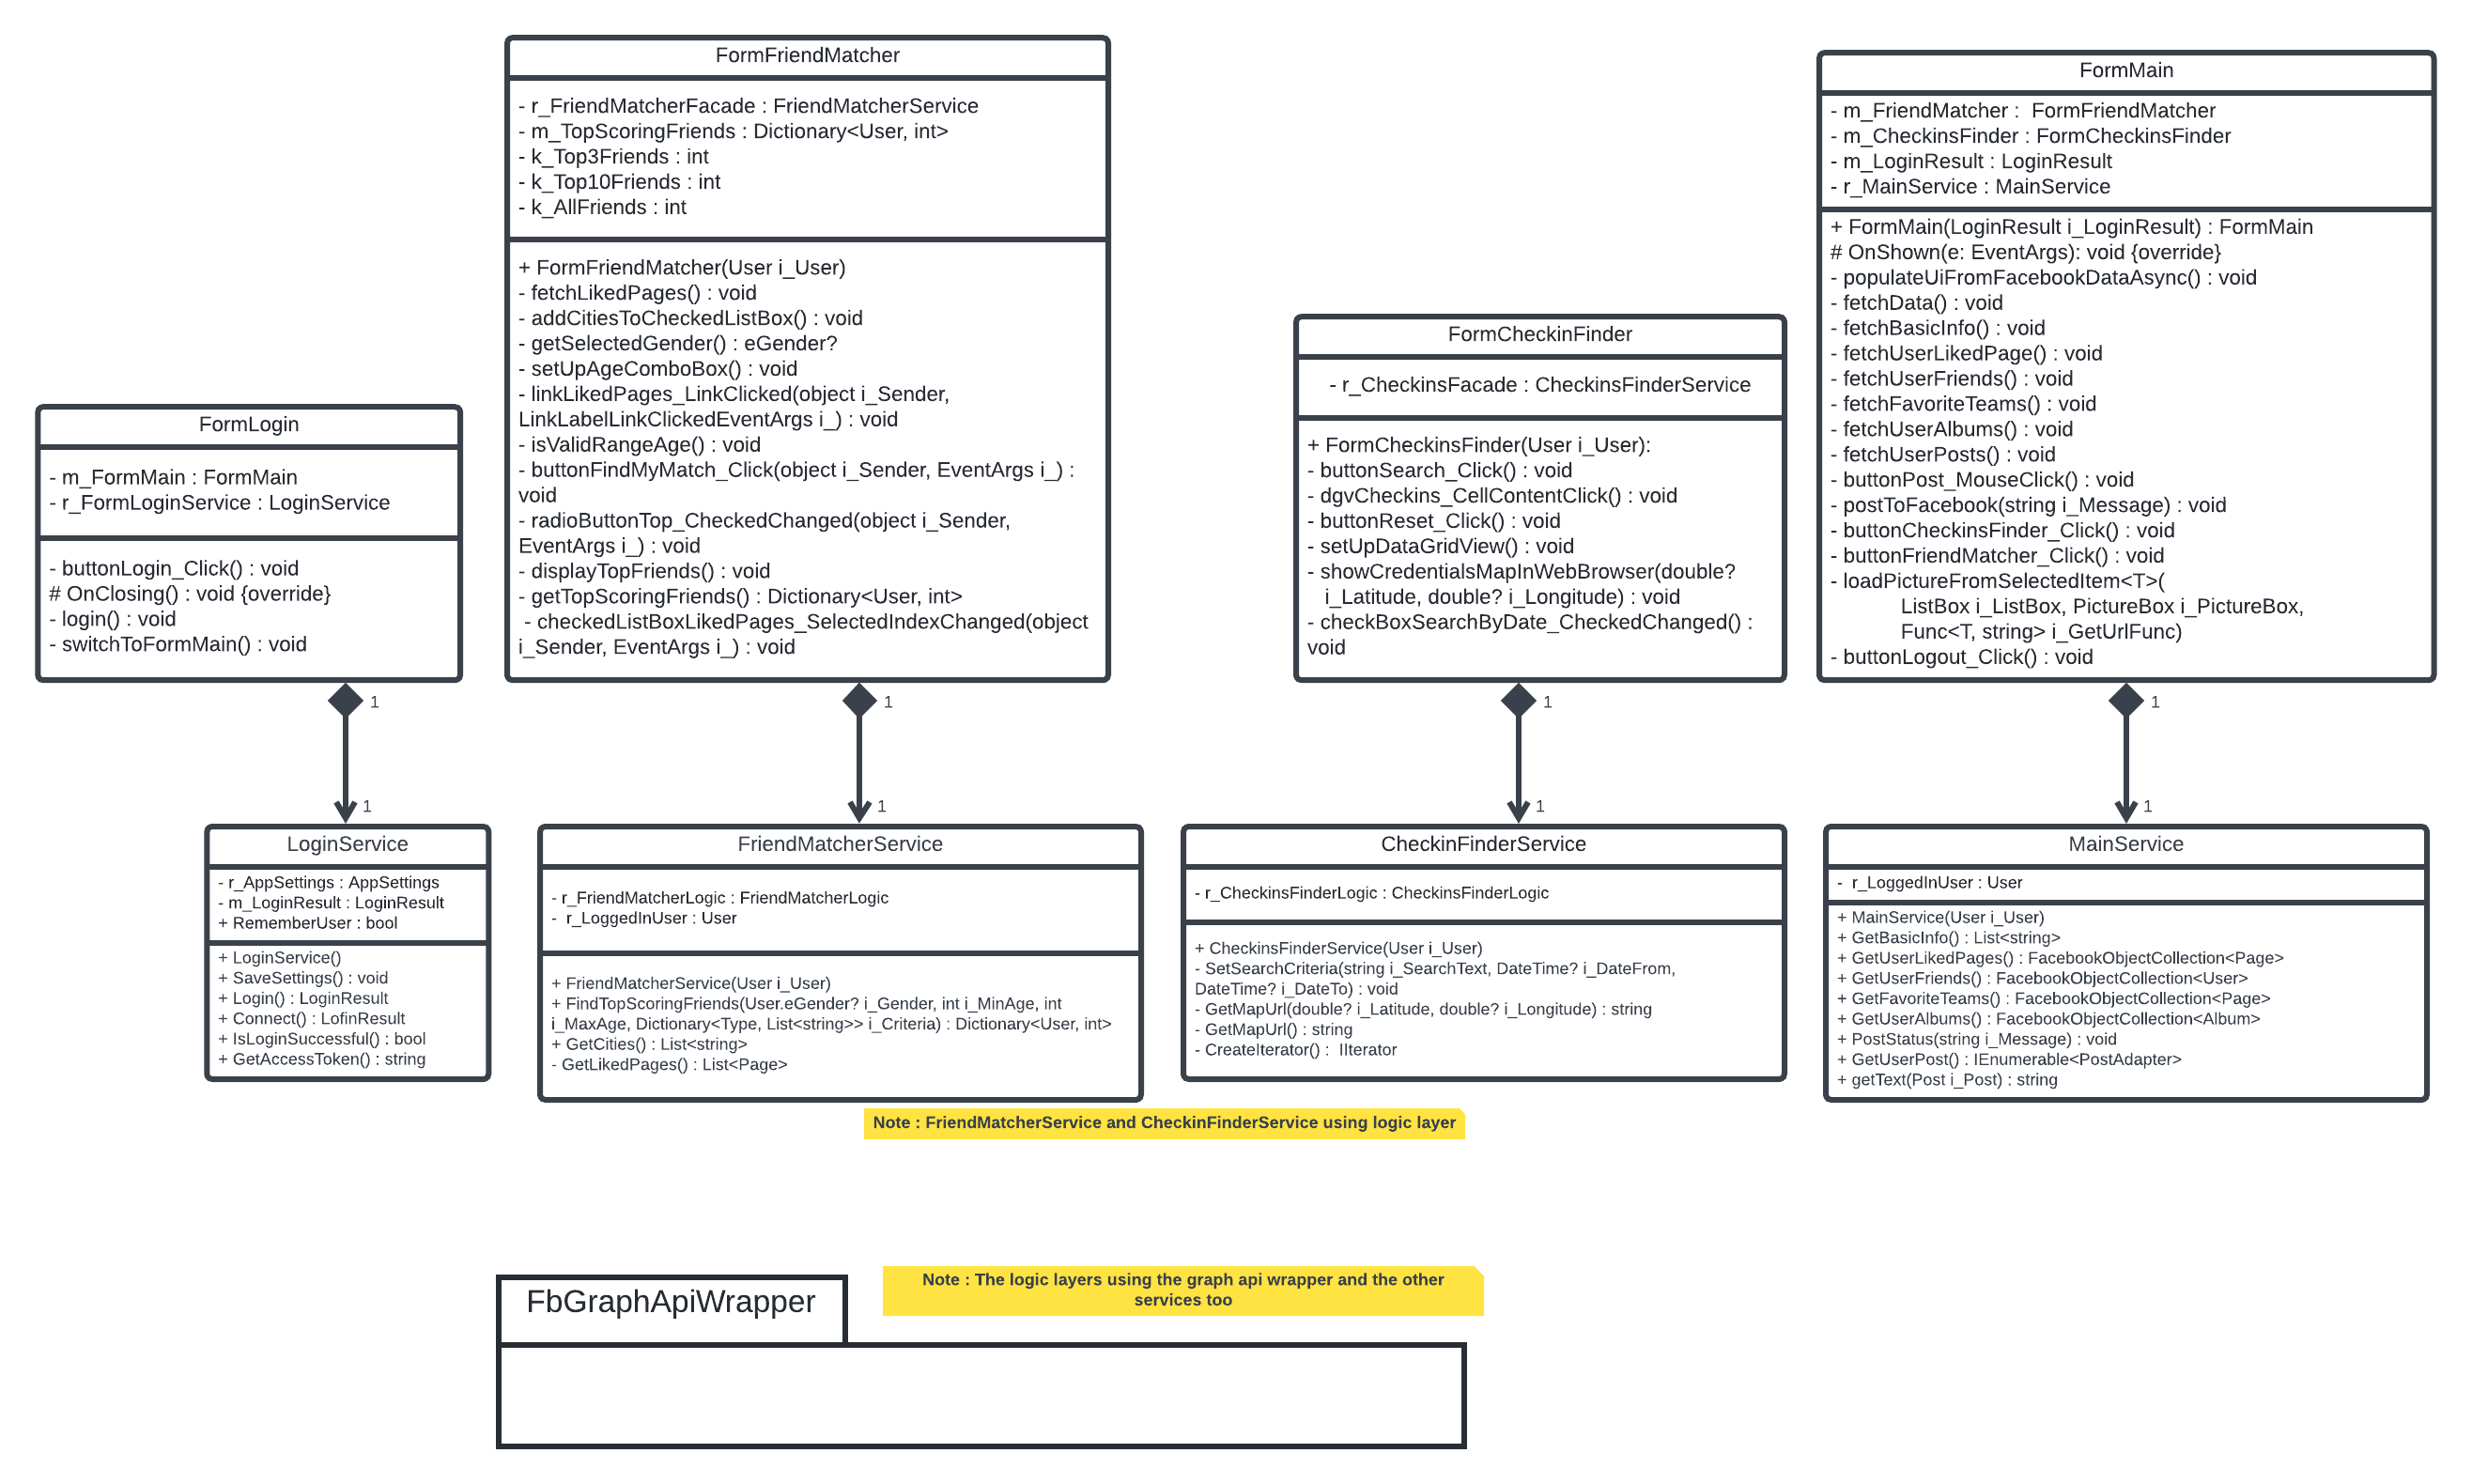 FormFriendMatcher
- r_FriendMatcherFacade : FriendMatcherService
- m_TopScoringFriends : Dictionary<User, int>
- k_Top3Friends : int
- k_Top10Friends : int
- k_AllFriends : int
+ FormFriendMatcher(User i_User)
- fetchLikedPages() : void
- addCitiesToCheckedListBox() : void
- getSelectedGender() : eGender?
- setUpAgeComboBox() : void
- linkLikedPages_LinkClicked(object i_Sender,
LinkLabelLinkClickedEventArgs i_) : void
- isValidRangeAge() : void
- buttonFindMyMatch_Click(object i_Sender, EventArgs i_) :
void
- radioButtonTop_CheckedChanged(object i_Sender,
EventArgs i_) : void
- displayTopFriends() : void
- getTopScoringFriends() : Dictionary<User, int>
- checkedListBoxLikedPages_SelectedIndexChanged(object
i_Sender, EventArgs i_) : void
FormMain
- m_FriendMatcher :  FormFriendMatcher
- m_CheckinsFinder : FormCheckinsFinder
- m_LoginResult : LoginResult
- r_MainService : MainService
+ FormMain(LoginResult i_LoginResult) : FormMain
# OnShown(e: EventArgs): void {override}
- populateUiFromFacebookDataAsync() : void
- fetchData() : void
- fetchBasicInfo() : void
- fetchUserLikedPage() : void
- fetchUserFriends() : void
- fetchFavoriteTeams() : void
- fetchUserAlbums() : void
- fetchUserPosts() : void
- buttonPost_MouseClick() : void
- postToFacebook(string i_Message) : void
- buttonCheckinsFinder_Click() : void
- buttonFriendMatcher_Click() : void
- loadPictureFromSelectedItem<T>(
ListBox i_ListBox, PictureBox i_PictureBox,
Func<T, string> i_GetUrlFunc)
- buttonLogout_Click() : void
FormCheckinFinder
- r_CheckinsFacade : CheckinsFinderService
+ FormCheckinsFinder(User i_User):
- buttonSearch_Click() : void
- dgvCheckins_CellContentClick() : void
- buttonReset_Click() : void
- setUpDataGridView() : void
- showCredentialsMapInWebBrowser(double?
i_Latitude, double? i_Longitude) : void
- checkBoxSearchByDate_CheckedChanged() :
void
FormLogin
- m_FormMain : FormMain
- r_FormLoginService : LoginService
- buttonLogin_Click() : void
# OnClosing() : void {override}
- login() : void
- switchToFormMain() : void
1
1
1
1
1
1
1
1
LoginService
- r_AppSettings : AppSettings
- m_LoginResult : LoginResult
+ RememberUser : bool
+ LoginService()
+ SaveSettings() : void
+ Login() : LoginResult
+ Connect() : LofinResult
+ IsLoginSuccessful() : bool
+ GetAccessToken() : string
FriendMatcherService
- r_FriendMatcherLogic : FriendMatcherLogic
-  r_LoggedInUser : User
+ FriendMatcherService(User i_User)
+ FindTopScoringFriends(User.eGender? i_Gender, int i_MinAge, int
i_MaxAge, Dictionary<Type, List<string>> i_Criteria) : Dictionary<User, int>
+ GetCities() : List<string>
- GetLikedPages() : List<Page>
CheckinFinderService
- r_CheckinsFinderLogic : CheckinsFinderLogic
+ CheckinsFinderService(User i_User)
- SetSearchCriteria(string i_SearchText, DateTime? i_DateFrom,
DateTime? i_DateTo) : void
- GetMapUrl(double? i_Latitude, double? i_Longitude) : string
- GetMapUrl() : string
- CreateIterator() :  IIterator
MainService
-  r_LoggedInUser : User
+ MainService(User i_User)
+ GetBasicInfo() : List<string>
+ GetUserLikedPages() : FacebookObjectCollection<Page>
+ GetUserFriends() : FacebookObjectCollection<User>
+ GetFavoriteTeams() : FacebookObjectCollection<Page>
+ GetUserAlbums() : FacebookObjectCollection<Album>
+ PostStatus(string i_Message) : void
+ GetUserPost() : IEnumerable<PostAdapter>
+ getText(Post i_Post) : string
Note : FriendMatcherService and CheckinFinderService using logic layer
FbGraphApiWrapper
Note : The logic layers using the graph api wrapper and the other
services too